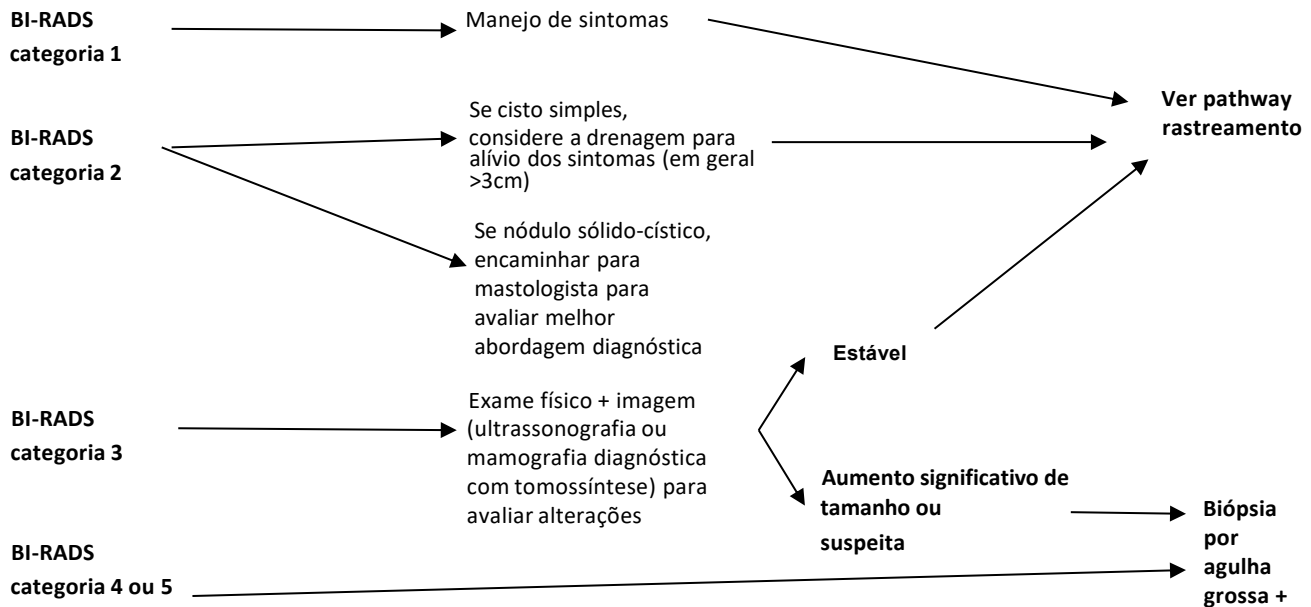 BI-RADS
categoria 1
Manejo de sintomas
Ver pathway
rastreamento
BI-RADS
categoria 2
Se cisto simples,
considere a drenagem para
alívio dos sintomas (em geral
>3cm)
Se nódulo sólido-cístico,
encaminhar para
mastologista para
avaliar melhor
abordagem diagnóstica
BI-RADS
categoria 3
Exame físico + imagem
(ultrassonografia ou
mamografia diagnóstica
com tomossíntese) para
avaliar alterações
Estável
Aumento significativo de
tamanho ou
suspeita
BI-RADS
categoria 4 ou 5
Biópsia
por
agulha
grossa +